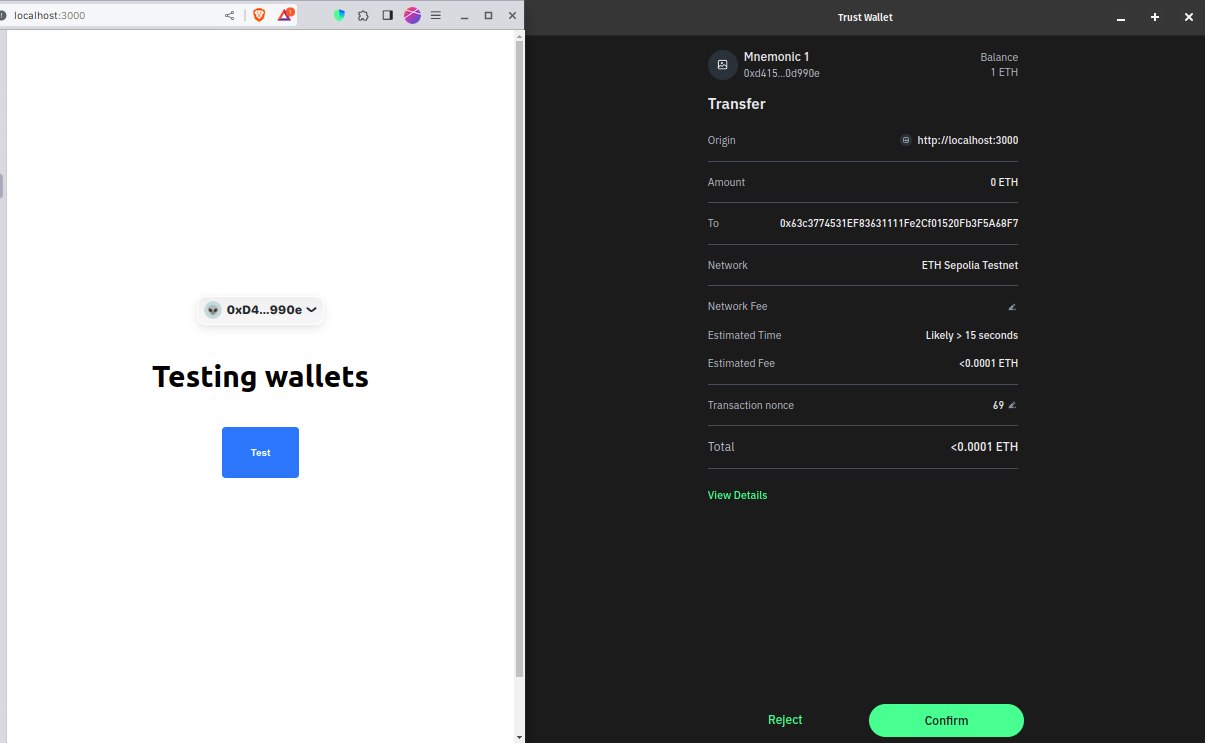 localhost:3000
0xD4...990e
Testing wallets
Test
Trust Wallet
Mnemonic 1
0xd415...0d990e
Balance
1 ETH
Transfer
Origin http://localhost:3000
Amount 0 ETH
To 0x63c3774531EF83631111Fe2Cf01520Fb3F5A68F7
Network ETH Sepolia Testnet
Network Fee
Estimated Time Likely > 15 seconds
Estimated Fee <0.0001 ETH
Transaction nonce 69
Total <0.0001 ETH
View Details
Reject Confirm